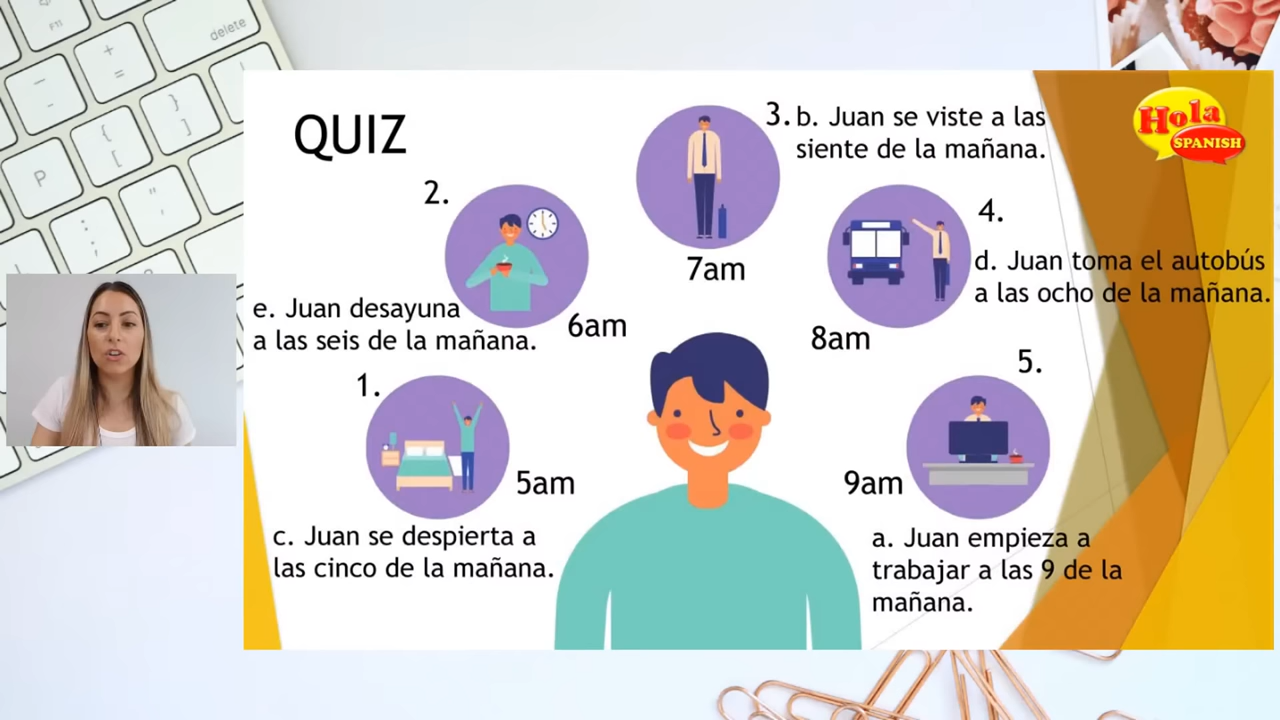 QUIZ
3. b. Juan se viste a las
siente de la mañana.
7am
2.
e. Juan desayuna
a las seis de la mañana.
6am
4.
d. Juan toma el autobús
a las ocho de la mañana.
8am
1.
5am
c. Juan se despierta a
las cinco de la mañana.
5.
9am
a. Juan empieza a
trabajar a las 9 de la
mañana.
Hola
SPANISH
F11
delete
+
=
P